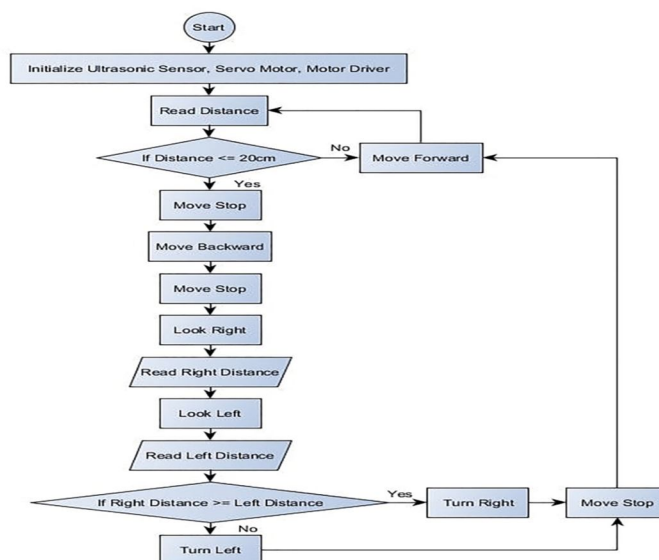 Start
Initialize Ultrasonic Sensor, Servo Motor, Motor Driver
Read Distance
If Distance <= 20cm
No
Move Forward
Yes
Move Stop
Move Backward
Move Stop
Look Right
Read Right Distance
Look Left
Read Left Distance
If Right Distance >= Left Distance
Yes
Turn Right
Move Stop
No
Turn Left